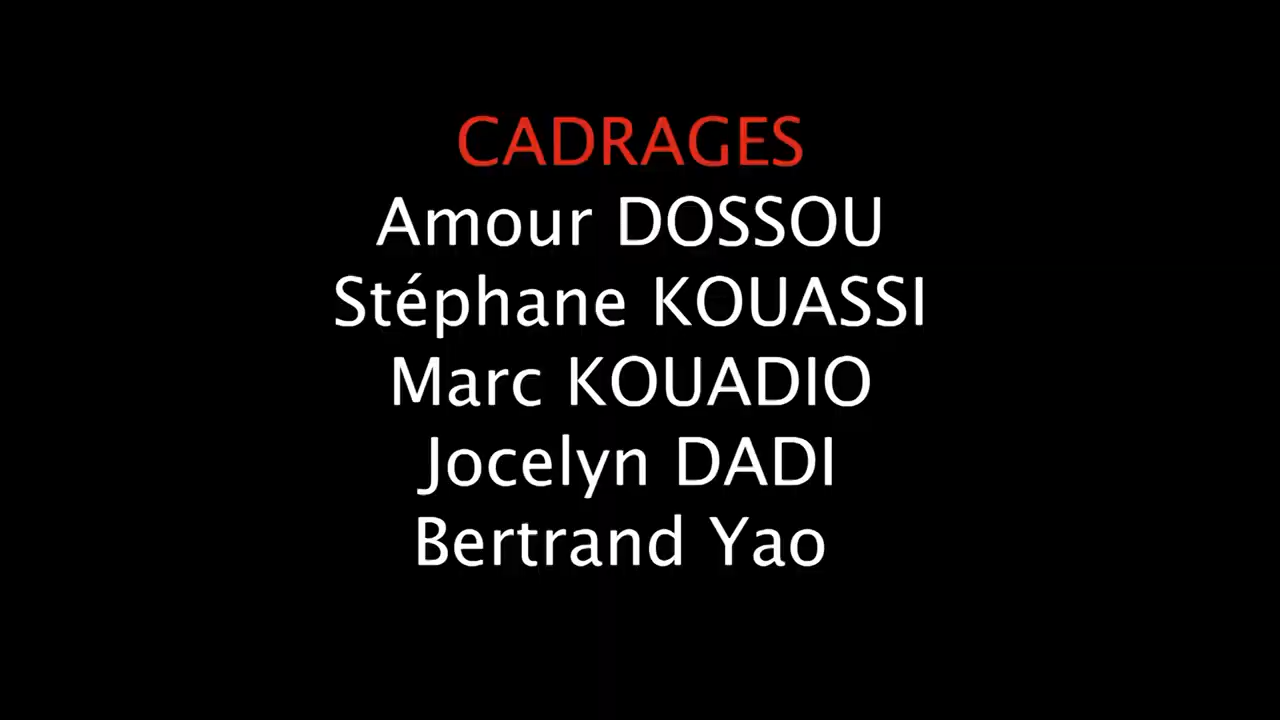 CADRAGES
Amour DOSSOU
Stéphane KOUASSI
Marc KOUADIO
Jocelyn DADI
Bertrand Yao